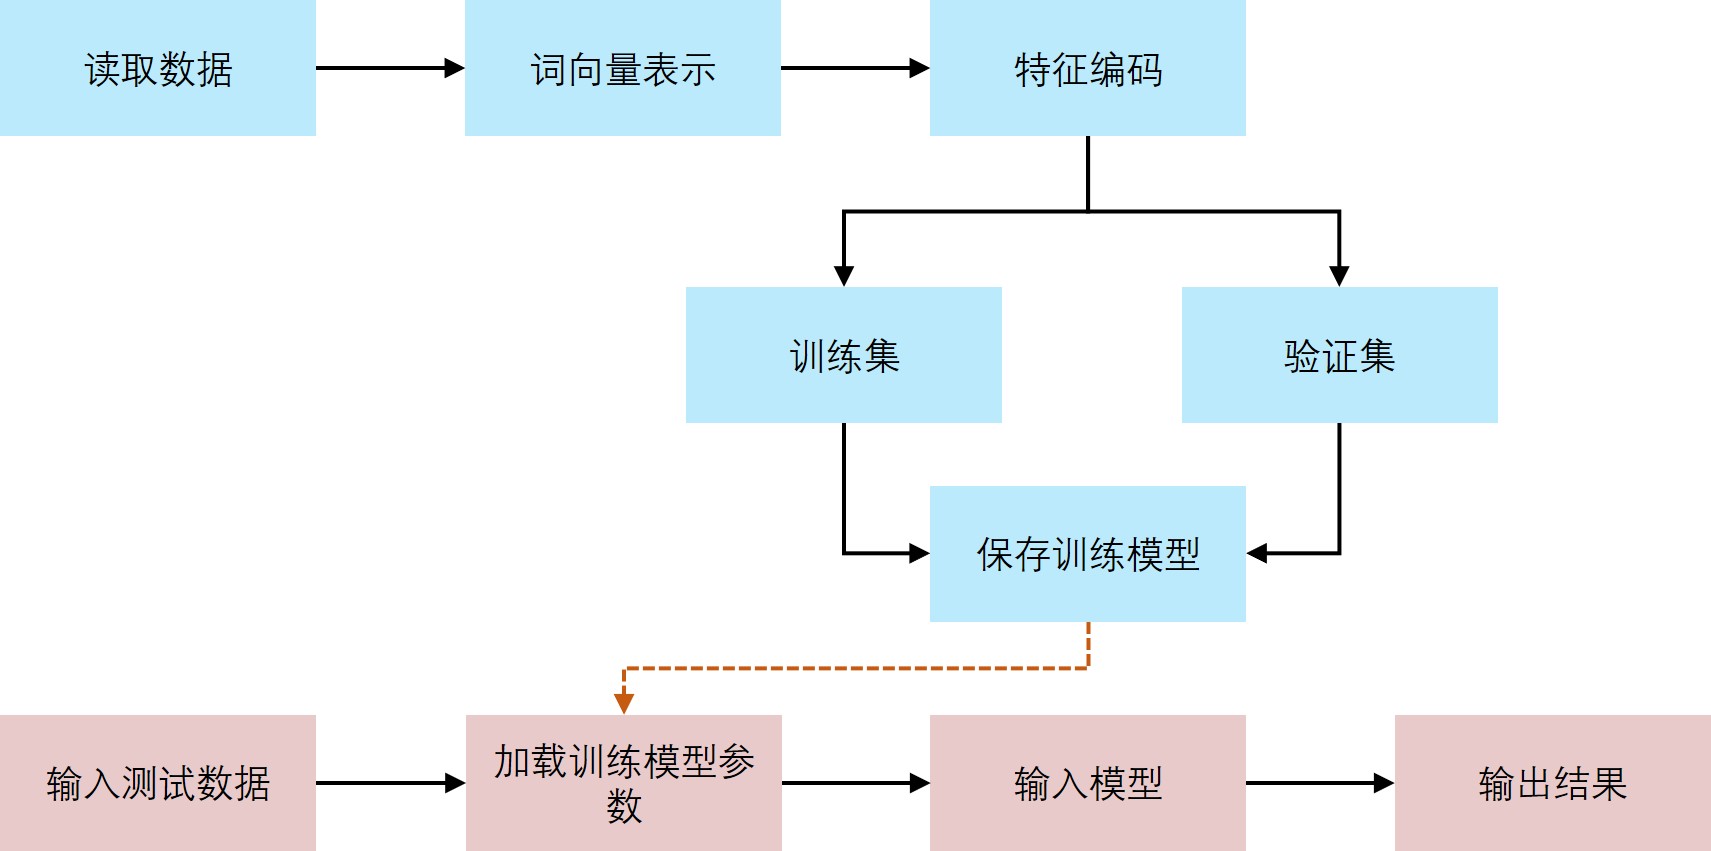 读取数据
词向量表示
特征编码
训练集
验证集
保存训练模型
输入测试数据
加载训练模型参
数
输入模型
输出结果